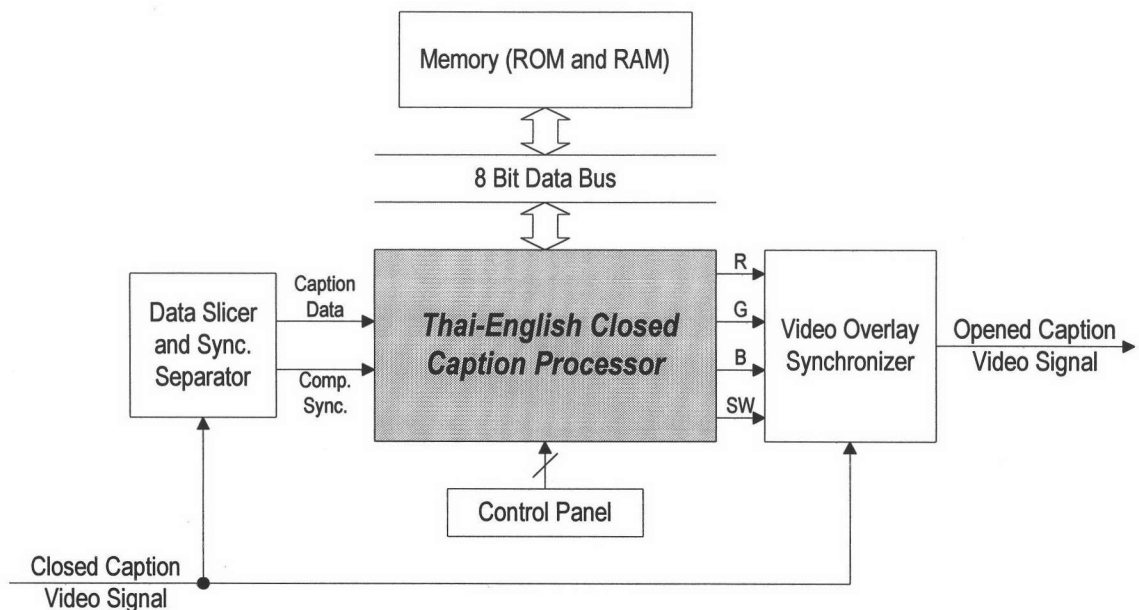 Memory (ROM and RAM)
8 Bit Data Bus
Data Slicer
and Sync.
Separator
Caption
Data
Comp.
Sync.
Thai-English Closed
Caption Processor
R
G
B
SW
Video Overlay
Synchronizer
Opened Caption
Video Signal
Control Panel
Closed Caption
Video Signal